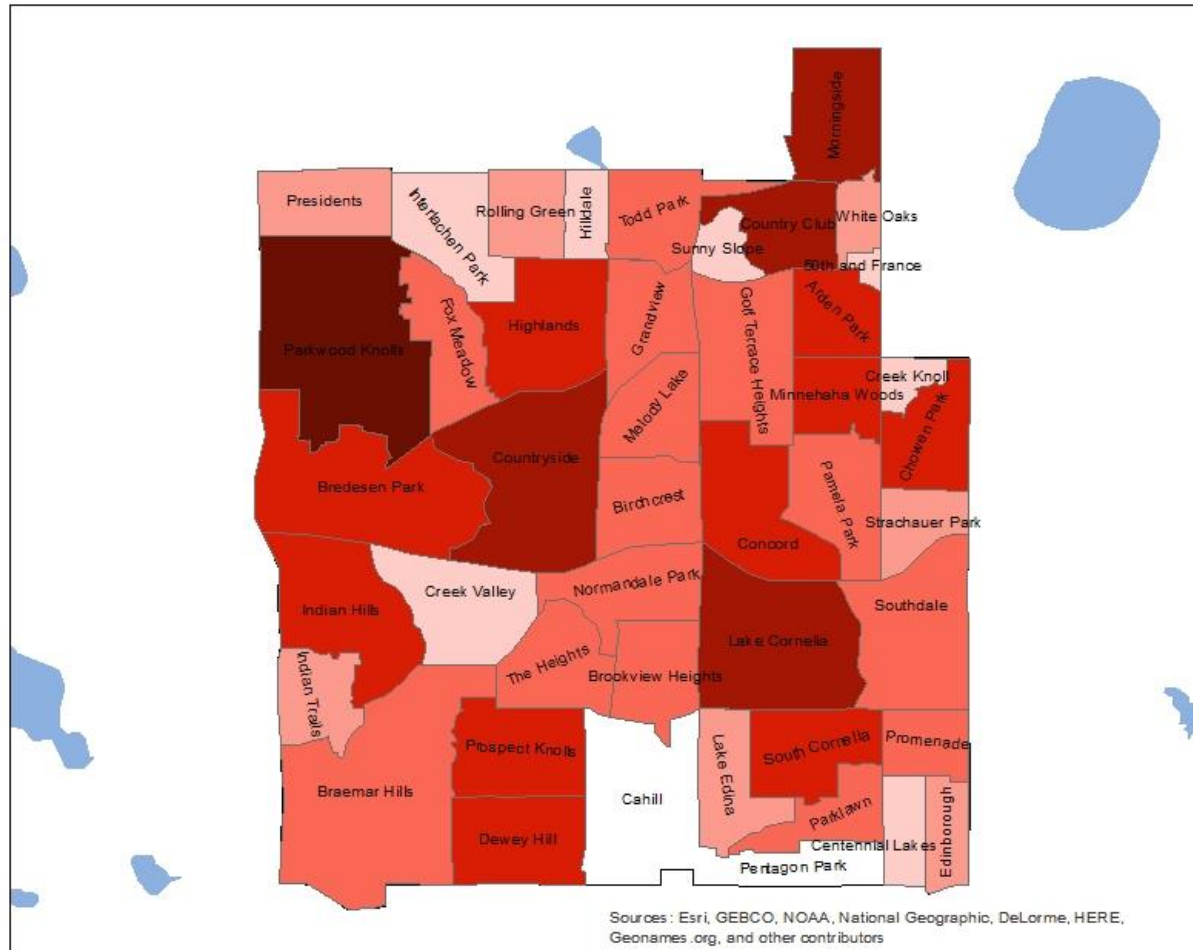 Morningside
Presidents
Interlachen Park
Rolling Green
Hilldale
Todd Park
Country Club
White Oaks
Sunny Slope
50th and France
Parkwood Knolls
Fox Meadow
Highlands
Grandview
Golf Terrace Heights
Arden Park
Melody Lake
Minnehaha Woods
Creek Knoll
Chowen Park
Bredesen Park
Countryside
Birchcrest
Concord
Pamela Park
Strachauer Park
Indian Hills
Creek Valley
Normandale Park
Southdale
Indian Trails
The Heights
Brookview Heights
Lake Cornelia
Braemar Hills
Prospect Knolls
Cahill
Lake Edina
South Cornelia
Promenade
Dewey Hill
Parklawn
Centennial Lakes
Edinborough
Pentagon Park
Sources: Esri, GEBCO, NOAA, National Geographic, DeLorme, HERE,
Geonames.org, and other contributors